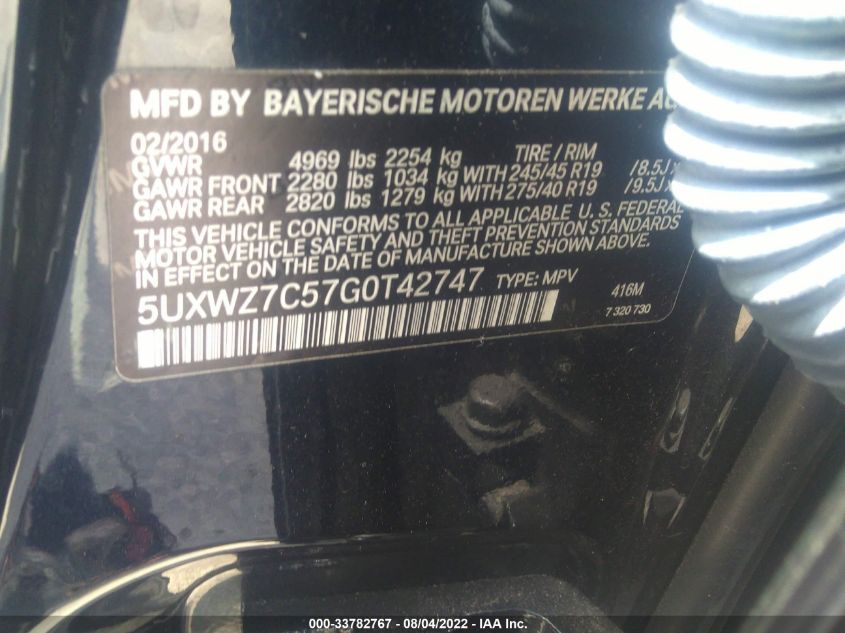 MFD BY BAYERISCHE MOTOREN WERKE
02/2016
GVWR 4969 lbs 2254 kg TIRE / RIM
GAWR FRONT 2280 lbs 1034 kg WITH 245/45 R19 /8.5J x
GAWR REAR 2820 lbs 1279 kg WITH 275/40 R19 /9.5J x
THIS VEHICLE CONFORMS TO ALL APPLICABLE U. S. FEDERAL
MOTOR VEHICLE SAFETY AND THEFT PREVENTION STANDARDS
IN EFFECT ON THE DATE OF MANUFACTURE SHOWN ABOVE.
5UXWZ7C57G0T42747 TYPE: MPV 416M
7 320 730
000-33782767 - 08/04/2022 - IAA Inc.